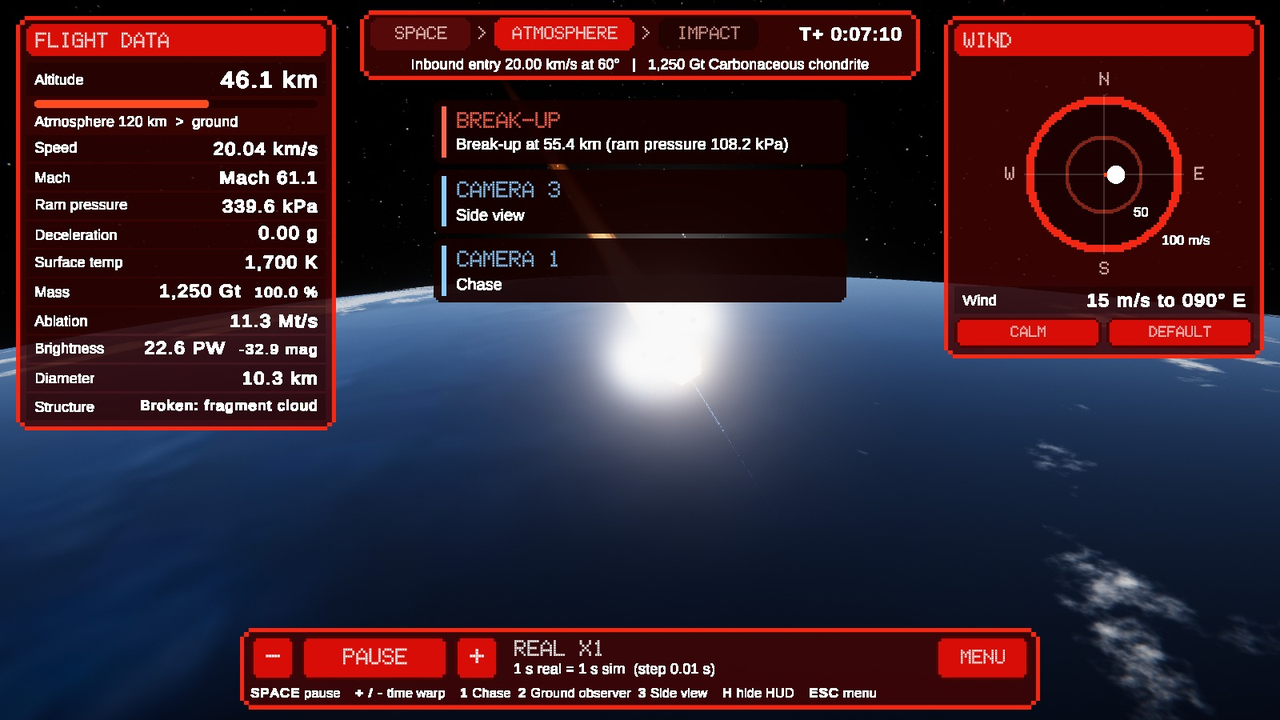 FLIGHT DATA
Altitude 46.1 km
Atmosphere 120 km > ground
Speed 20.04 km/s
Mach Mach 61.1
Ram pressure 339.6 kPa
Deceleration 0.00 g
Surface temp 1,700 K
Mass 1,250 Gt 100.0 %
Ablation 11.3 Mt/s
Brightness 22.6 PW -32.9 mag
Diameter 10.3 km
Structure Broken: fragment cloud
SPACE > ATMOSPHERE > IMPACT T+ 0:07:10
Inbound entry 20.00 km/s at 60° | 1,250 Gt Carbonaceous chondrite
BREAK-UP
Break-up at 55.4 km (ram pressure 108.2 kPa)
CAMERA 3
Side view
CAMERA 1
Chase
WIND
N
W E
50
100 m/s
S
Wind 15 m/s to 090° E
CALM DEFAULT
− PAUSE + REAL X1
1 s real = 1 s sim (step 0.01 s)
MENU
SPACE pause + / - time warp 1 Chase 2 Ground observer 3 Side view H hide HUD ESC menu